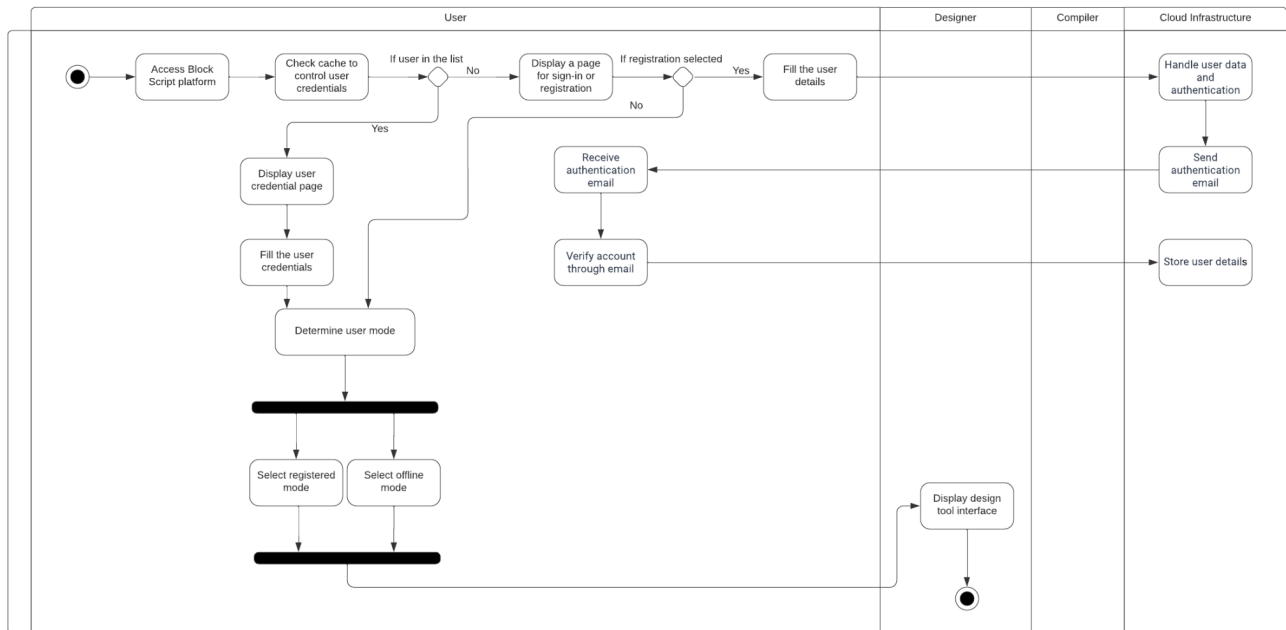 User
Designer
Compiler
Cloud Infrastructure
Access Block
Script platform
Check cache to
control user
credentials
If user in the list
No
Yes
Display a page
for sign-in or
registration
If registration selected
Yes
No
Fill the user
details
Handle user data
and
authentication
Display user
credential page
Receive
authentication
email
Send
authentication
email
Fill the user
credentials
Verify account
through email
Store user details
Determine user mode
Select registered
mode
Select offline
mode
Display design
tool interface